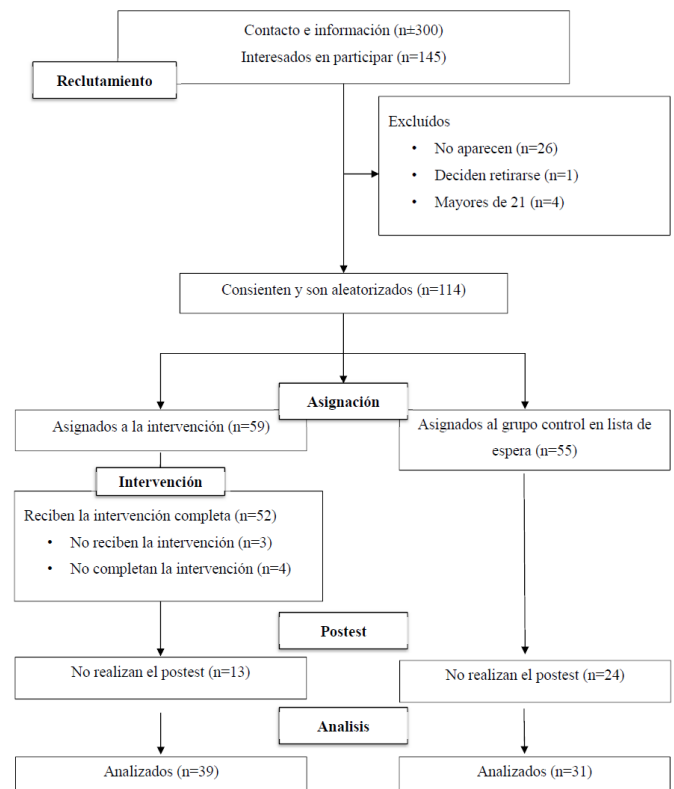 Contacto e información (n±300)
Interesados en participar (n=145)
Reclutamiento
Excluídos
• No aparecen (n=26)
• Deciden retirarse (n=1)
• Mayores de 21 (n=4)
Consienten y son aleatorizados (n=114)
Asignación
Asignados a la intervención (n=59)
Asignados al grupo control en lista de
espera (n=55)
Intervención
Reciben la intervención completa (n=52)
• No reciben la intervención (n=3)
• No completan la intervención (n=4)
Postest
No realizan el postest (n=13)
No realizan el postest (n=24)
Analisis
Analizados (n=39)
Analizados (n=31)